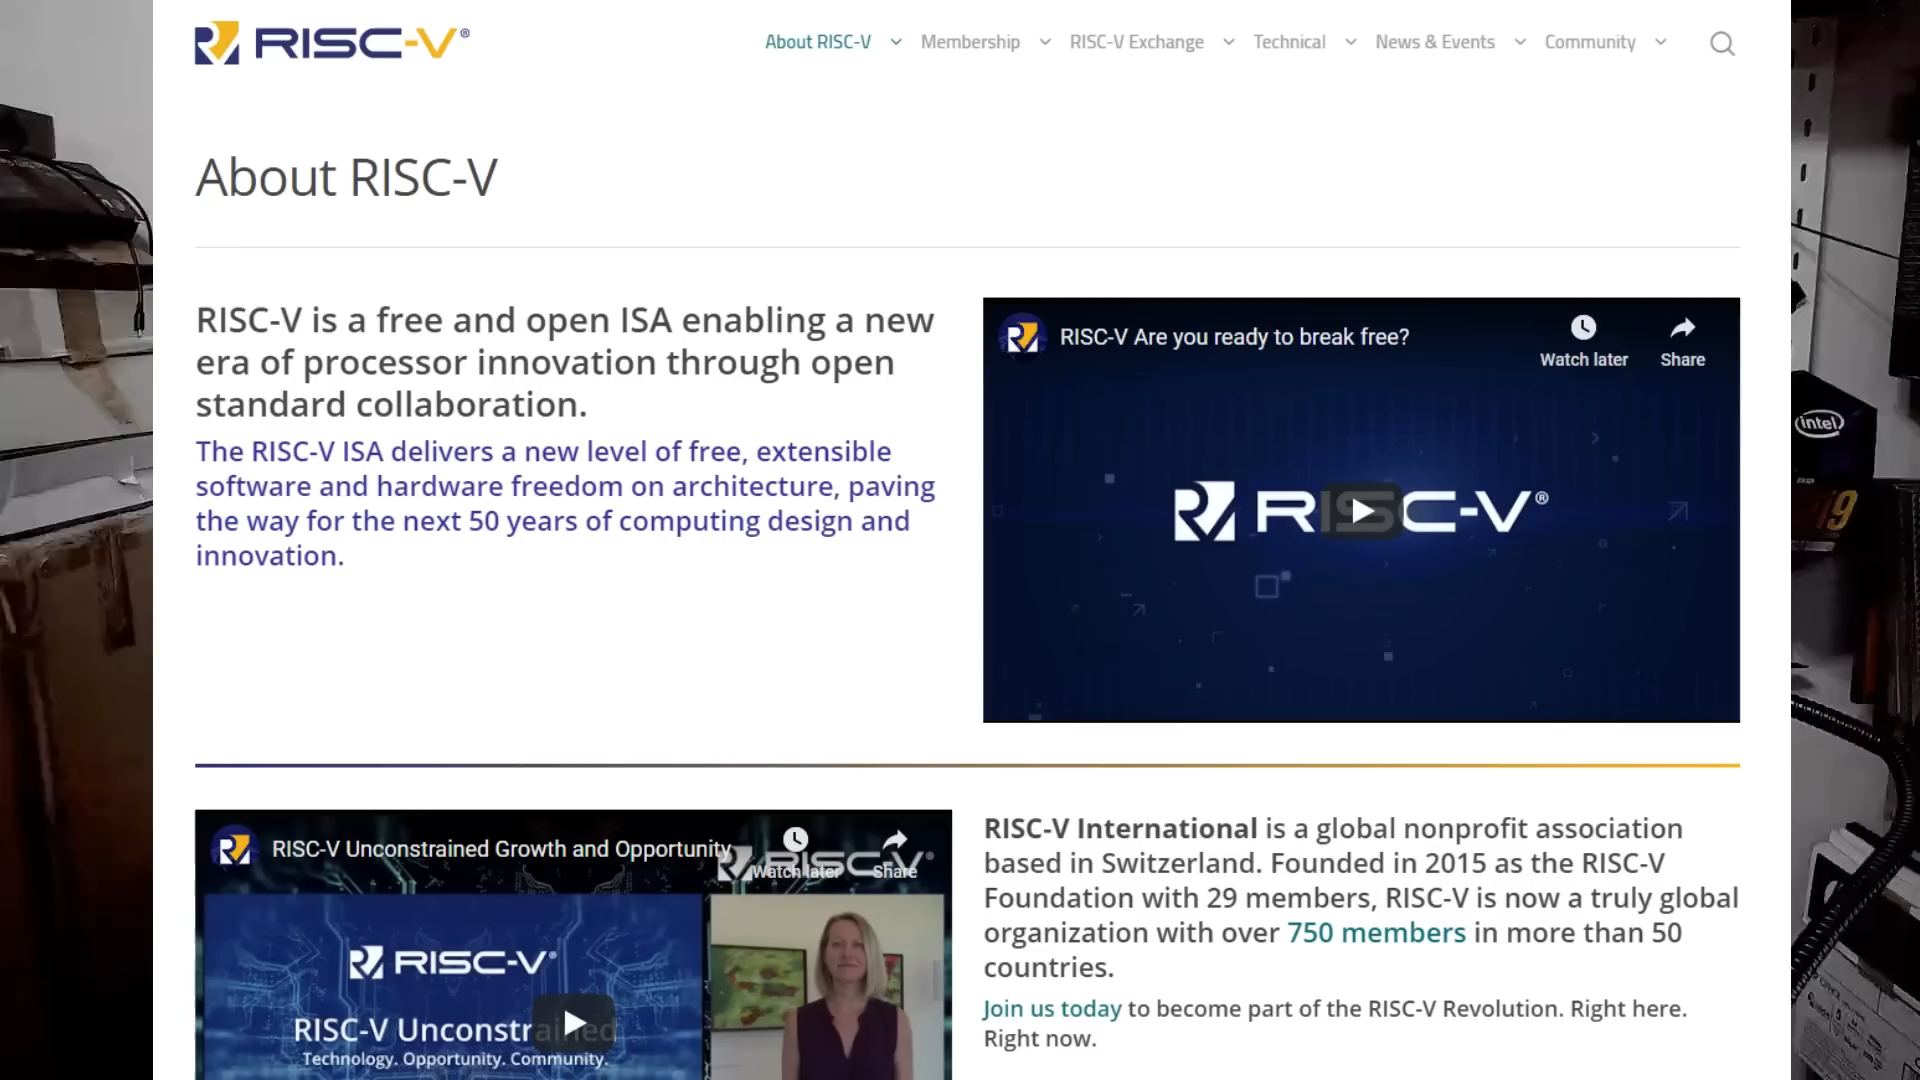 RISC-V®
About RISC-V
Membership
RISC-V Exchange
Technical
News & Events
Community
About RISC-V
RISC-V is a free and open ISA enabling a new
era of processor innovation through open
standard collaboration.
The RISC-V ISA delivers a new level of free, extensible
software and hardware freedom on architecture, paving
the way for the next 50 years of computing design and
innovation.
RISC-V Are you ready to break free?
Watch later
Share
RISC-V®
intel
i9
RISC-V Unconstrained Growth and Opportunity
Watch later
Share
RISC-V®
RISC-V®
RISC-V Unconstrained
Technology. Opportunity. Community.
RISC-V International is a global nonprofit association
based in Switzerland. Founded in 2015 as the RISC-V
Foundation with 29 members, RISC-V is now a truly global
organization with over 750 members in more than 50
countries.
Join us today to become part of the RISC-V Revolution. Right here.
Right now.